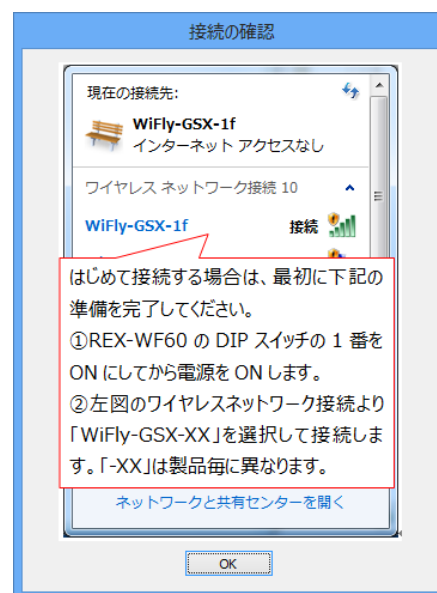 接続の確認
現在の接続先:
WiFly-GSX-1f
インターネット アクセスなし
ワイヤレス ネットワーク接続 10
WiFly-GSX-1f 接続
はじめて接続する場合は、最初に下記の
準備を完了してください。
①REX-WF60 の DIP スイッチの 1 番を
ON にしてから電源を ON します。
②左図のワイヤレスネットワーク接続より
「WiFly-GSX-XX」を選択して接続しま
す。「-XX」は製品毎に異なります。
ネットワークと共有センターを開く
OK